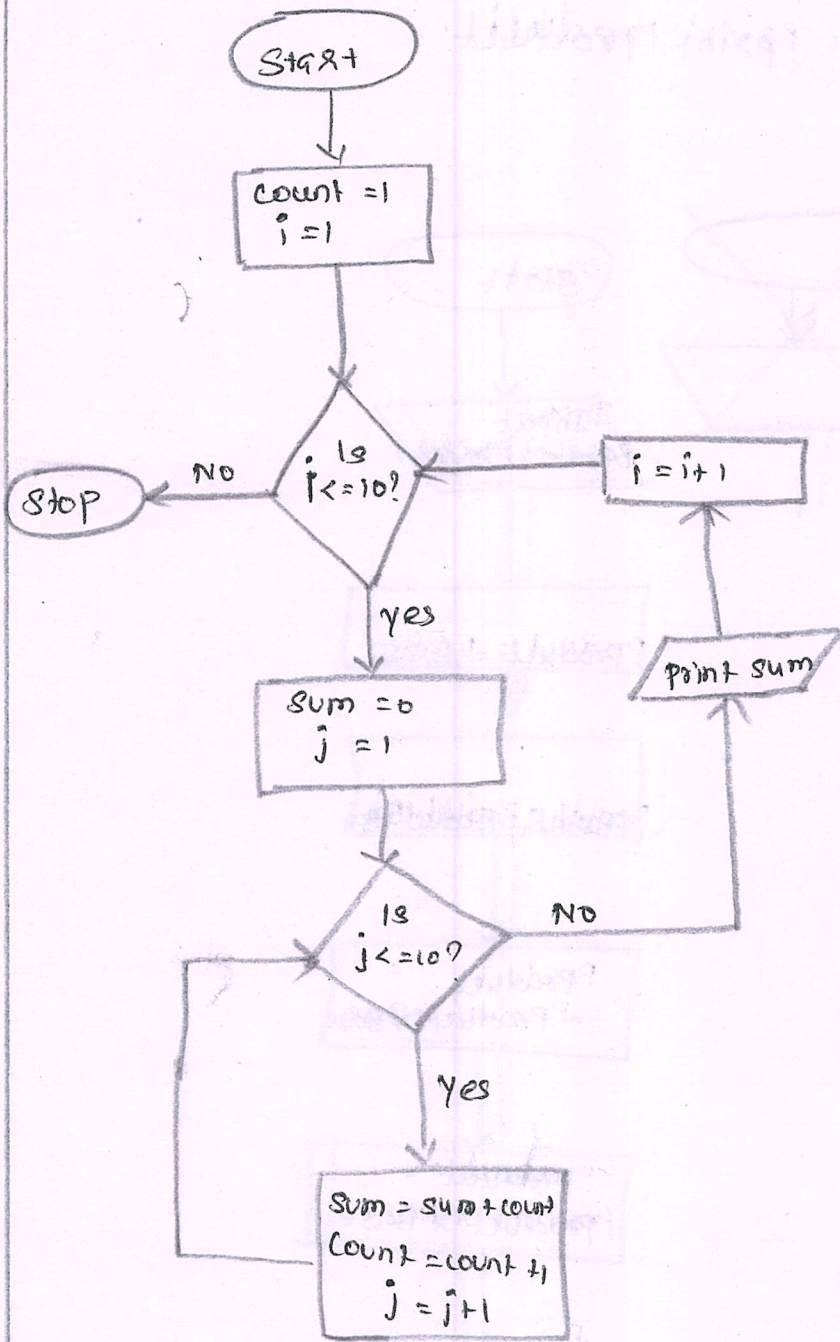 Start
count =1
i =1
Is
i<=10?
No
Stop
i = i+1
yes
print sum
sum =0
j =1
Is
j<=10?
No
Yes
sum = sum + count
count = count +1
j = j+1